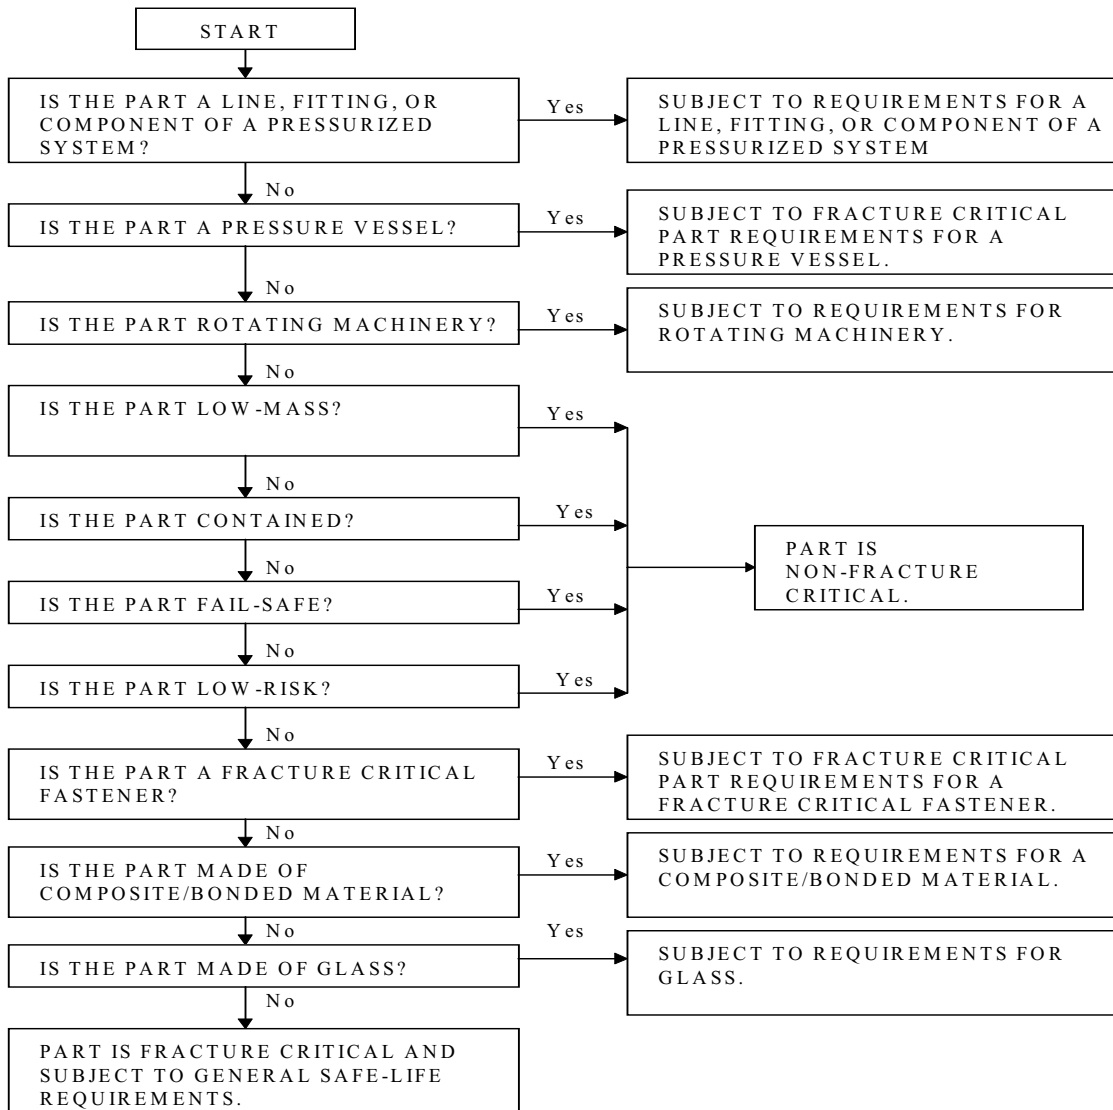 START
IS THE PART A LINE, FITTING, OR
COMPONENT OF A PRESSURIZED
SYSTEM?
Yes
SUBJECT TO REQUIREMENTS FOR A
LINE, FITTING, OR COMPONENT OF A
PRESSURIZED SYSTEM
No
IS THE PART A PRESSURE VESSEL?
Yes
SUBJECT TO FRACTURE CRITICAL
PART REQUIREMENTS FOR A
PRESSURE VESSEL.
No
IS THE PART ROTATING MACHINERY?
Yes
SUBJECT TO REQUIREMENTS FOR
ROTATING MACHINERY.
No
IS THE PART LOW-MASS?
Yes
No
IS THE PART CONTAINED?
Yes
PART IS
NON-FRACTURE
CRITICAL.
No
IS THE PART FAIL-SAFE?
Yes
No
IS THE PART LOW-RISK?
Yes
No
IS THE PART A FRACTURE CRITICAL
FASTENER?
Yes
SUBJECT TO FRACTURE CRITICAL
PART REQUIREMENTS FOR A
FRACTURE CRITICAL FASTENER.
No
IS THE PART MADE OF
COMPOSITE/BONDED MATERIAL?
Yes
SUBJECT TO REQUIREMENTS FOR A
COMPOSITE/BONDED MATERIAL.
No
IS THE PART MADE OF GLASS?
Yes
SUBJECT TO REQUIREMENTS FOR
GLASS.
No
PART IS FRACTURE CRITICAL AND
SUBJECT TO GENERAL SAFE-LIFE
REQUIREMENTS.